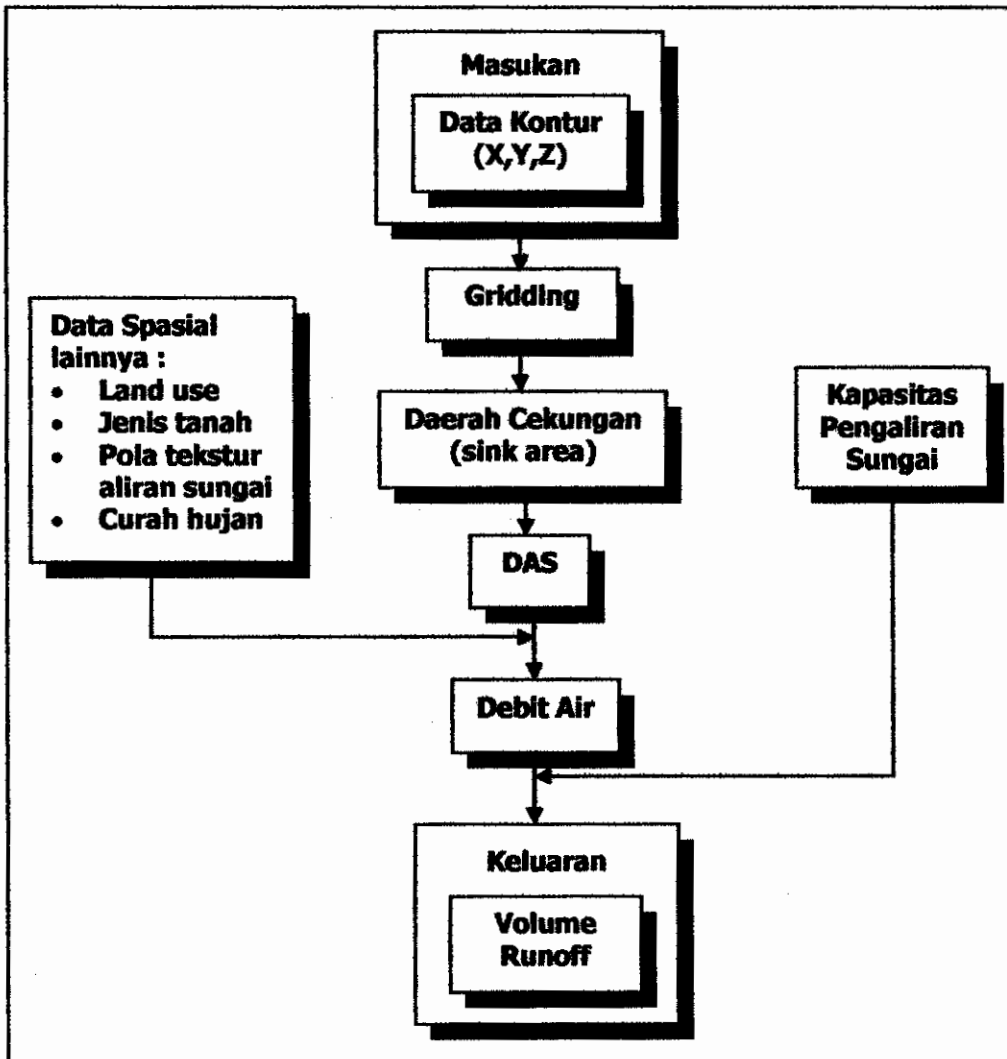 Masukan
Data Kontur
(X,Y,Z)
Gridding
Data Spasial
lainnya :
• Land use
• Jenis tanah
• Pola tekstur
aliran sungai
• Curah hujan
Daerah Cekungan
(sink area)
Kapasitas
Pengaliran
Sungai
DAS
Debit Air
Keluaran
Volume
Runoff